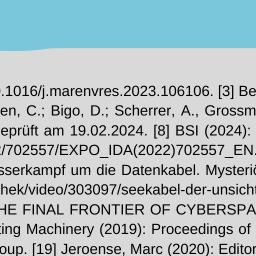 .1016/j.marenvres.2023.106106. [3] Be
en, C.; Bigo, D.; Scherrer, A., Grossm
eprüft am 19.02.2024. [8] BSI (2024):
/702557/EXPO_IDA(2022)702557_EN.
sserkampf um die Datenkabel. Mysteri
hek/video/303097/seekabel-der-unsicht
HE FINAL FRONTIER OF CYBERSPA
ting Machinery (2019): Proceedings of
oup. [19] Jeroense, Marc (2020): Editor